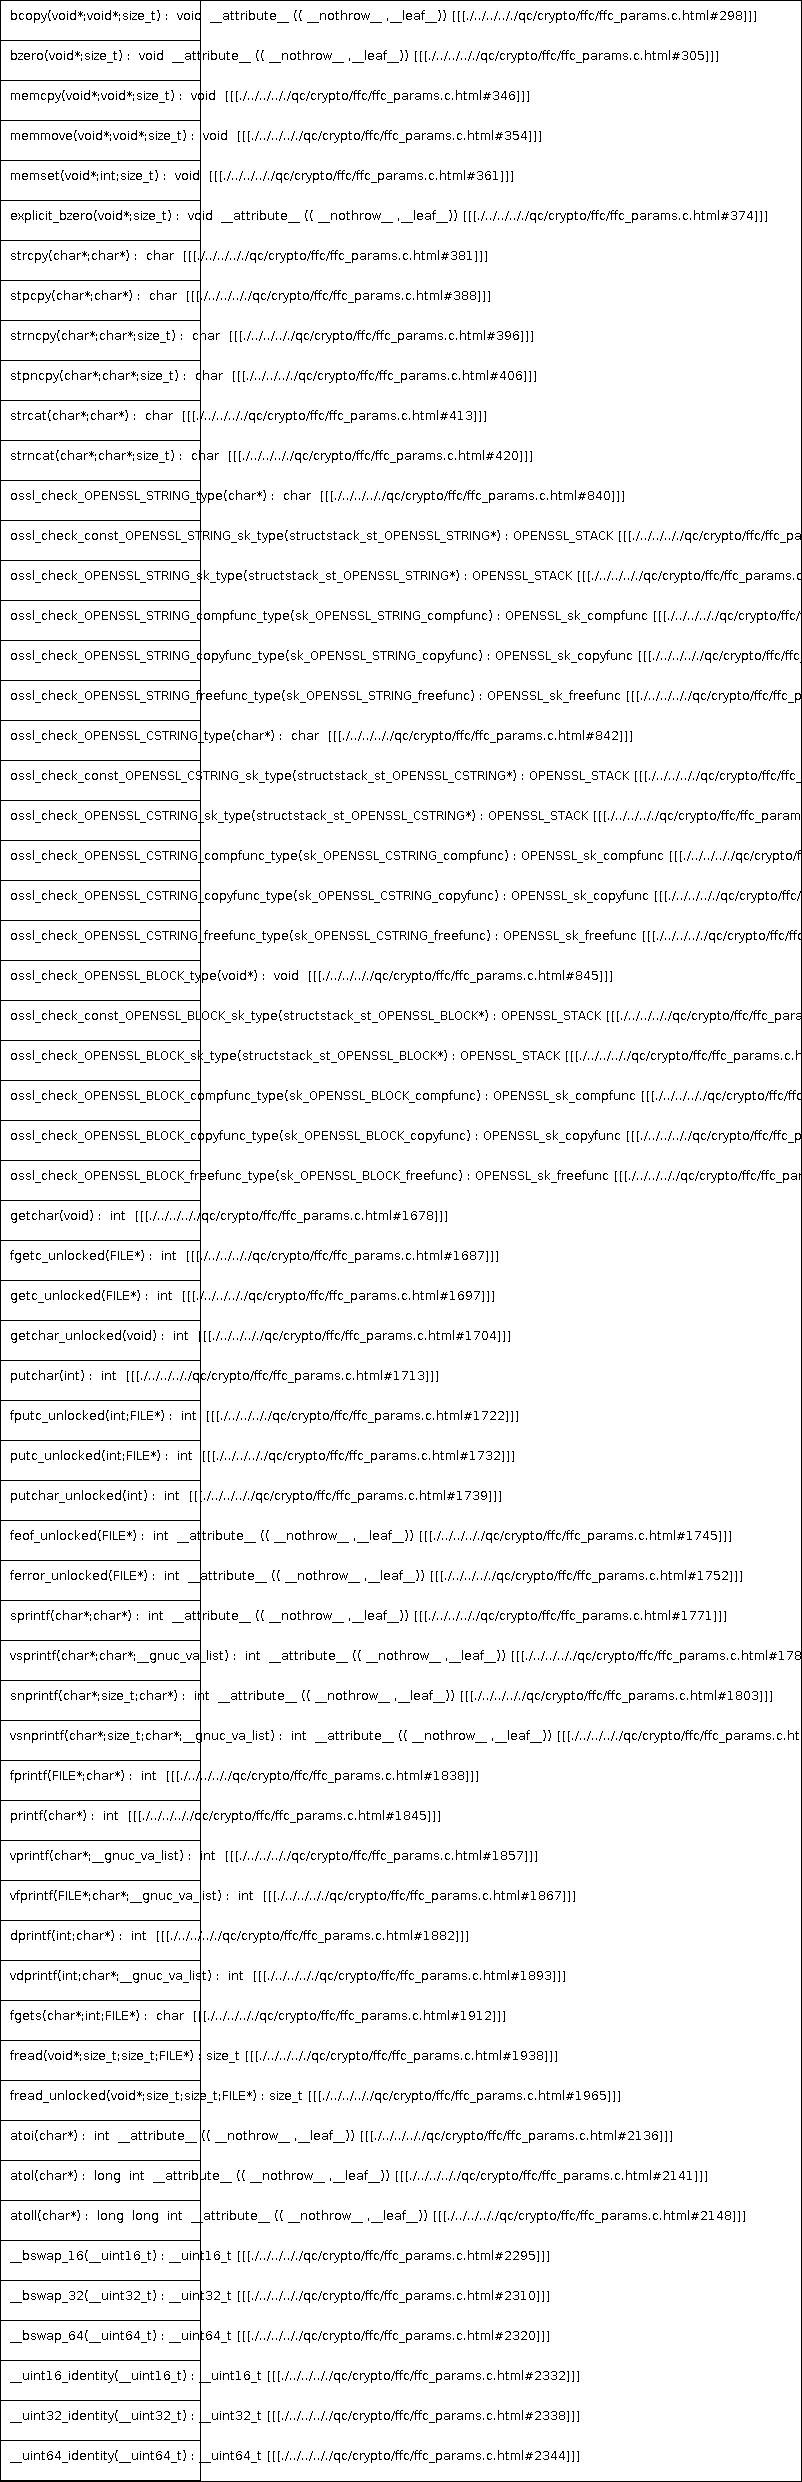 bcopy(void*;void*;size_t) :  void  __attribute__ (( __nothrow__ ,__leaf__)) [[[./../../.././qc/crypto/ffc/ffc_params.c.html#298]]]
bzero(void*;size_t) :  void  __attribute__ (( __nothrow__ ,__leaf__)) [[[./../../.././qc/crypto/ffc/ffc_params.c.html#305]]]
memcpy(void*;void*;size_t) :  void  [[[./../../.././qc/crypto/ffc/ffc_params.c.html#346]]]
memmove(void*;void*;size_t) :  void  [[[./../../.././qc/crypto/ffc/ffc_params.c.html#354]]]
memset(void*;int;size_t) :  void  [[[./../../.././qc/crypto/ffc/ffc_params.c.html#361]]]
explicit_bzero(void*;size_t) :  void  __attribute__ (( __nothrow__ ,__leaf__)) [[[./../../.././qc/crypto/ffc/ffc_params.c.html#374]]]
strcpy(char*;char*) :  char  [[[./../../.././qc/crypto/ffc/ffc_params.c.html#381]]]
stpcpy(char*;char*) :  char  [[[./../../.././qc/crypto/ffc/ffc_params.c.html#388]]]
strncpy(char*;char*;size_t) :  char  [[[./../../.././qc/crypto/ffc/ffc_params.c.html#396]]]
stpncpy(char*;char*;size_t) :  char  [[[./../../.././qc/crypto/ffc/ffc_params.c.html#406]]]
strcat(char*;char*) :  char  [[[./../../.././qc/crypto/ffc/ffc_params.c.html#413]]]
strncat(char*;char*;size_t) :  char  [[[./../../.././qc/crypto/ffc/ffc_params.c.html#420]]]
ossl_check_OPENSSL_STRING_type(char*) :  char  [[[./../../.././qc/crypto/ffc/ffc_params.c.html#840]]]
ossl_check_const_OPENSSL_STRING_sk_type(structstack_st_OPENSSL_STRING*) : OPENSSL_STACK [[[./../../.././qc/crypto/ffc/ffc_pa
ossl_check_OPENSSL_STRING_sk_type(structstack_st_OPENSSL_STRING*) : OPENSSL_STACK [[[./../../.././qc/crypto/ffc/ffc_params.c
ossl_check_OPENSSL_STRING_compfunc_type(sk_OPENSSL_STRING_compfunc) : OPENSSL_sk_compfunc [[[./../../.././qc/crypto/ffc/
ossl_check_OPENSSL_STRING_copyfunc_type(sk_OPENSSL_STRING_copyfunc) : OPENSSL_sk_copyfunc [[[./../../.././qc/crypto/ffc/ffc_
ossl_check_OPENSSL_STRING_freefunc_type(sk_OPENSSL_STRING_freefunc) : OPENSSL_sk_freefunc [[[./../../.././qc/crypto/ffc/ffc_p
ossl_check_OPENSSL_CSTRING_type(char*) :  char  [[[./../../.././qc/crypto/ffc/ffc_params.c.html#842]]]
ossl_check_const_OPENSSL_CSTRING_sk_type(structstack_st_OPENSSL_CSTRING*) : OPENSSL_STACK [[[./../../.././qc/crypto/ffc/ffc_
ossl_check_OPENSSL_CSTRING_sk_type(structstack_st_OPENSSL_CSTRING*) : OPENSSL_STACK [[[./../../.././qc/crypto/ffc/ffc_param
ossl_check_OPENSSL_CSTRING_compfunc_type(sk_OPENSSL_CSTRING_compfunc) : OPENSSL_sk_compfunc [[[./../../.././qc/crypto/f
ossl_check_OPENSSL_CSTRING_copyfunc_type(sk_OPENSSL_CSTRING_copyfunc) : OPENSSL_sk_copyfunc [[[./../../.././qc/crypto/ffc/
ossl_check_OPENSSL_CSTRING_freefunc_type(sk_OPENSSL_CSTRING_freefunc) : OPENSSL_sk_freefunc [[[./../../.././qc/crypto/ffc/ffc
ossl_check_OPENSSL_BLOCK_type(void*) :  void  [[[./../../.././qc/crypto/ffc/ffc_params.c.html#845]]]
ossl_check_const_OPENSSL_BLOCK_sk_type(structstack_st_OPENSSL_BLOCK*) : OPENSSL_STACK [[[./../../.././qc/crypto/ffc/ffc_para
ossl_check_OPENSSL_BLOCK_sk_type(structstack_st_OPENSSL_BLOCK*) : OPENSSL_STACK [[[./../../.././qc/crypto/ffc/ffc_params.c.h
ossl_check_OPENSSL_BLOCK_compfunc_type(sk_OPENSSL_BLOCK_compfunc) : OPENSSL_sk_compfunc [[[./../../.././qc/crypto/ffc/ffc
ossl_check_OPENSSL_BLOCK_copyfunc_type(sk_OPENSSL_BLOCK_copyfunc) : OPENSSL_sk_copyfunc [[[./../../.././qc/crypto/ffc/ffc_p
ossl_check_OPENSSL_BLOCK_freefunc_type(sk_OPENSSL_BLOCK_freefunc) : OPENSSL_sk_freefunc [[[./../../.././qc/crypto/ffc/ffc_par
getchar(void) :  int  [[[./../../.././qc/crypto/ffc/ffc_params.c.html#1678]]]
fgetc_unlocked(FILE*) :  int  [[[./../../.././qc/crypto/ffc/ffc_params.c.html#1687]]]
getc_unlocked(FILE*) :  int  [[[./../../.././qc/crypto/ffc/ffc_params.c.html#1697]]]
getchar_unlocked(void) :  int  [[[./../../.././qc/crypto/ffc/ffc_params.c.html#1704]]]
putchar(int) :  int  [[[./../../.././qc/crypto/ffc/ffc_params.c.html#1713]]]
fputc_unlocked(int;FILE*) :  int  [[[./../../.././qc/crypto/ffc/ffc_params.c.html#1722]]]
putc_unlocked(int;FILE*) :  int  [[[./../../.././qc/crypto/ffc/ffc_params.c.html#1732]]]
putchar_unlocked(int) :  int  [[[./../../.././qc/crypto/ffc/ffc_params.c.html#1739]]]
feof_unlocked(FILE*) :  int  __attribute__ (( __nothrow__ ,__leaf__)) [[[./../../.././qc/crypto/ffc/ffc_params.c.html#1745]]]
ferror_unlocked(FILE*) :  int  __attribute__ (( __nothrow__ ,__leaf__)) [[[./../../.././qc/crypto/ffc/ffc_params.c.html#1752]]]
sprintf(char*;char*) :  int  __attribute__ (( __nothrow__ ,__leaf__)) [[[./../../.././qc/crypto/ffc/ffc_params.c.html#1771]]]
vsprintf(char*;char*;__gnuc_va_list) :  int  __attribute__ (( __nothrow__ ,__leaf__)) [[[./../../.././qc/crypto/ffc/ffc_params.c.html#178
snprintf(char*;size_t;char*) :  int  __attribute__ (( __nothrow__ ,__leaf__)) [[[./../../.././qc/crypto/ffc/ffc_params.c.html#1803]]]
vsnprintf(char*;size_t;char*;__gnuc_va_list) :  int  __attribute__ (( __nothrow__ ,__leaf__)) [[[./../../.././qc/crypto/ffc/ffc_params.c.ht
fprintf(FILE*;char*) :  int  [[[./../../.././qc/crypto/ffc/ffc_params.c.html#1838]]]
printf(char*) :  int  [[[./../../.././qc/crypto/ffc/ffc_params.c.html#1845]]]
vprintf(char*;__gnuc_va_list) :  int  [[[./../../.././qc/crypto/ffc/ffc_params.c.html#1857]]]
vfprintf(FILE*;char*;__gnuc_va_list) :  int  [[[./../../.././qc/crypto/ffc/ffc_params.c.html#1867]]]
dprintf(int;char*) :  int  [[[./../../.././qc/crypto/ffc/ffc_params.c.html#1882]]]
vdprintf(int;char*;__gnuc_va_list) :  int  [[[./../../.././qc/crypto/ffc/ffc_params.c.html#1893]]]
fgets(char*;int;FILE*) :  char  [[[./../../.././qc/crypto/ffc/ffc_params.c.html#1912]]]
fread(void*;size_t;size_t;FILE*) : size_t [[[./../../.././qc/crypto/ffc/ffc_params.c.html#1938]]]
fread_unlocked(void*;size_t;size_t;FILE*) : size_t [[[./../../.././qc/crypto/ffc/ffc_params.c.html#1965]]]
atoi(char*) :  int  __attribute__ (( __nothrow__ ,__leaf__)) [[[./../../.././qc/crypto/ffc/ffc_params.c.html#2136]]]
atol(char*) :  long  int  __attribute__ (( __nothrow__ ,__leaf__)) [[[./../../.././qc/crypto/ffc/ffc_params.c.html#2141]]]
atoll(char*) :  long  long  int  __attribute__ (( __nothrow__ ,__leaf__)) [[[./../../.././qc/crypto/ffc/ffc_params.c.html#2148]]]
__bswap_16(__uint16_t) : __uint16_t [[[./../../.././qc/crypto/ffc/ffc_params.c.html#2295]]]
__bswap_32(__uint32_t) : __uint32_t [[[./../../.././qc/crypto/ffc/ffc_params.c.html#2310]]]
__bswap_64(__uint64_t) : __uint64_t [[[./../../.././qc/crypto/ffc/ffc_params.c.html#2320]]]
__uint16_identity(__uint16_t) : __uint16_t [[[./../../.././qc/crypto/ffc/ffc_params.c.html#2332]]]
__uint32_identity(__uint32_t) : __uint32_t [[[./../../.././qc/crypto/ffc/ffc_params.c.html#2338]]]
__uint64_identity(__uint64_t) : __uint64_t [[[./../../.././qc/crypto/ffc/ffc_params.c.html#2344]]]